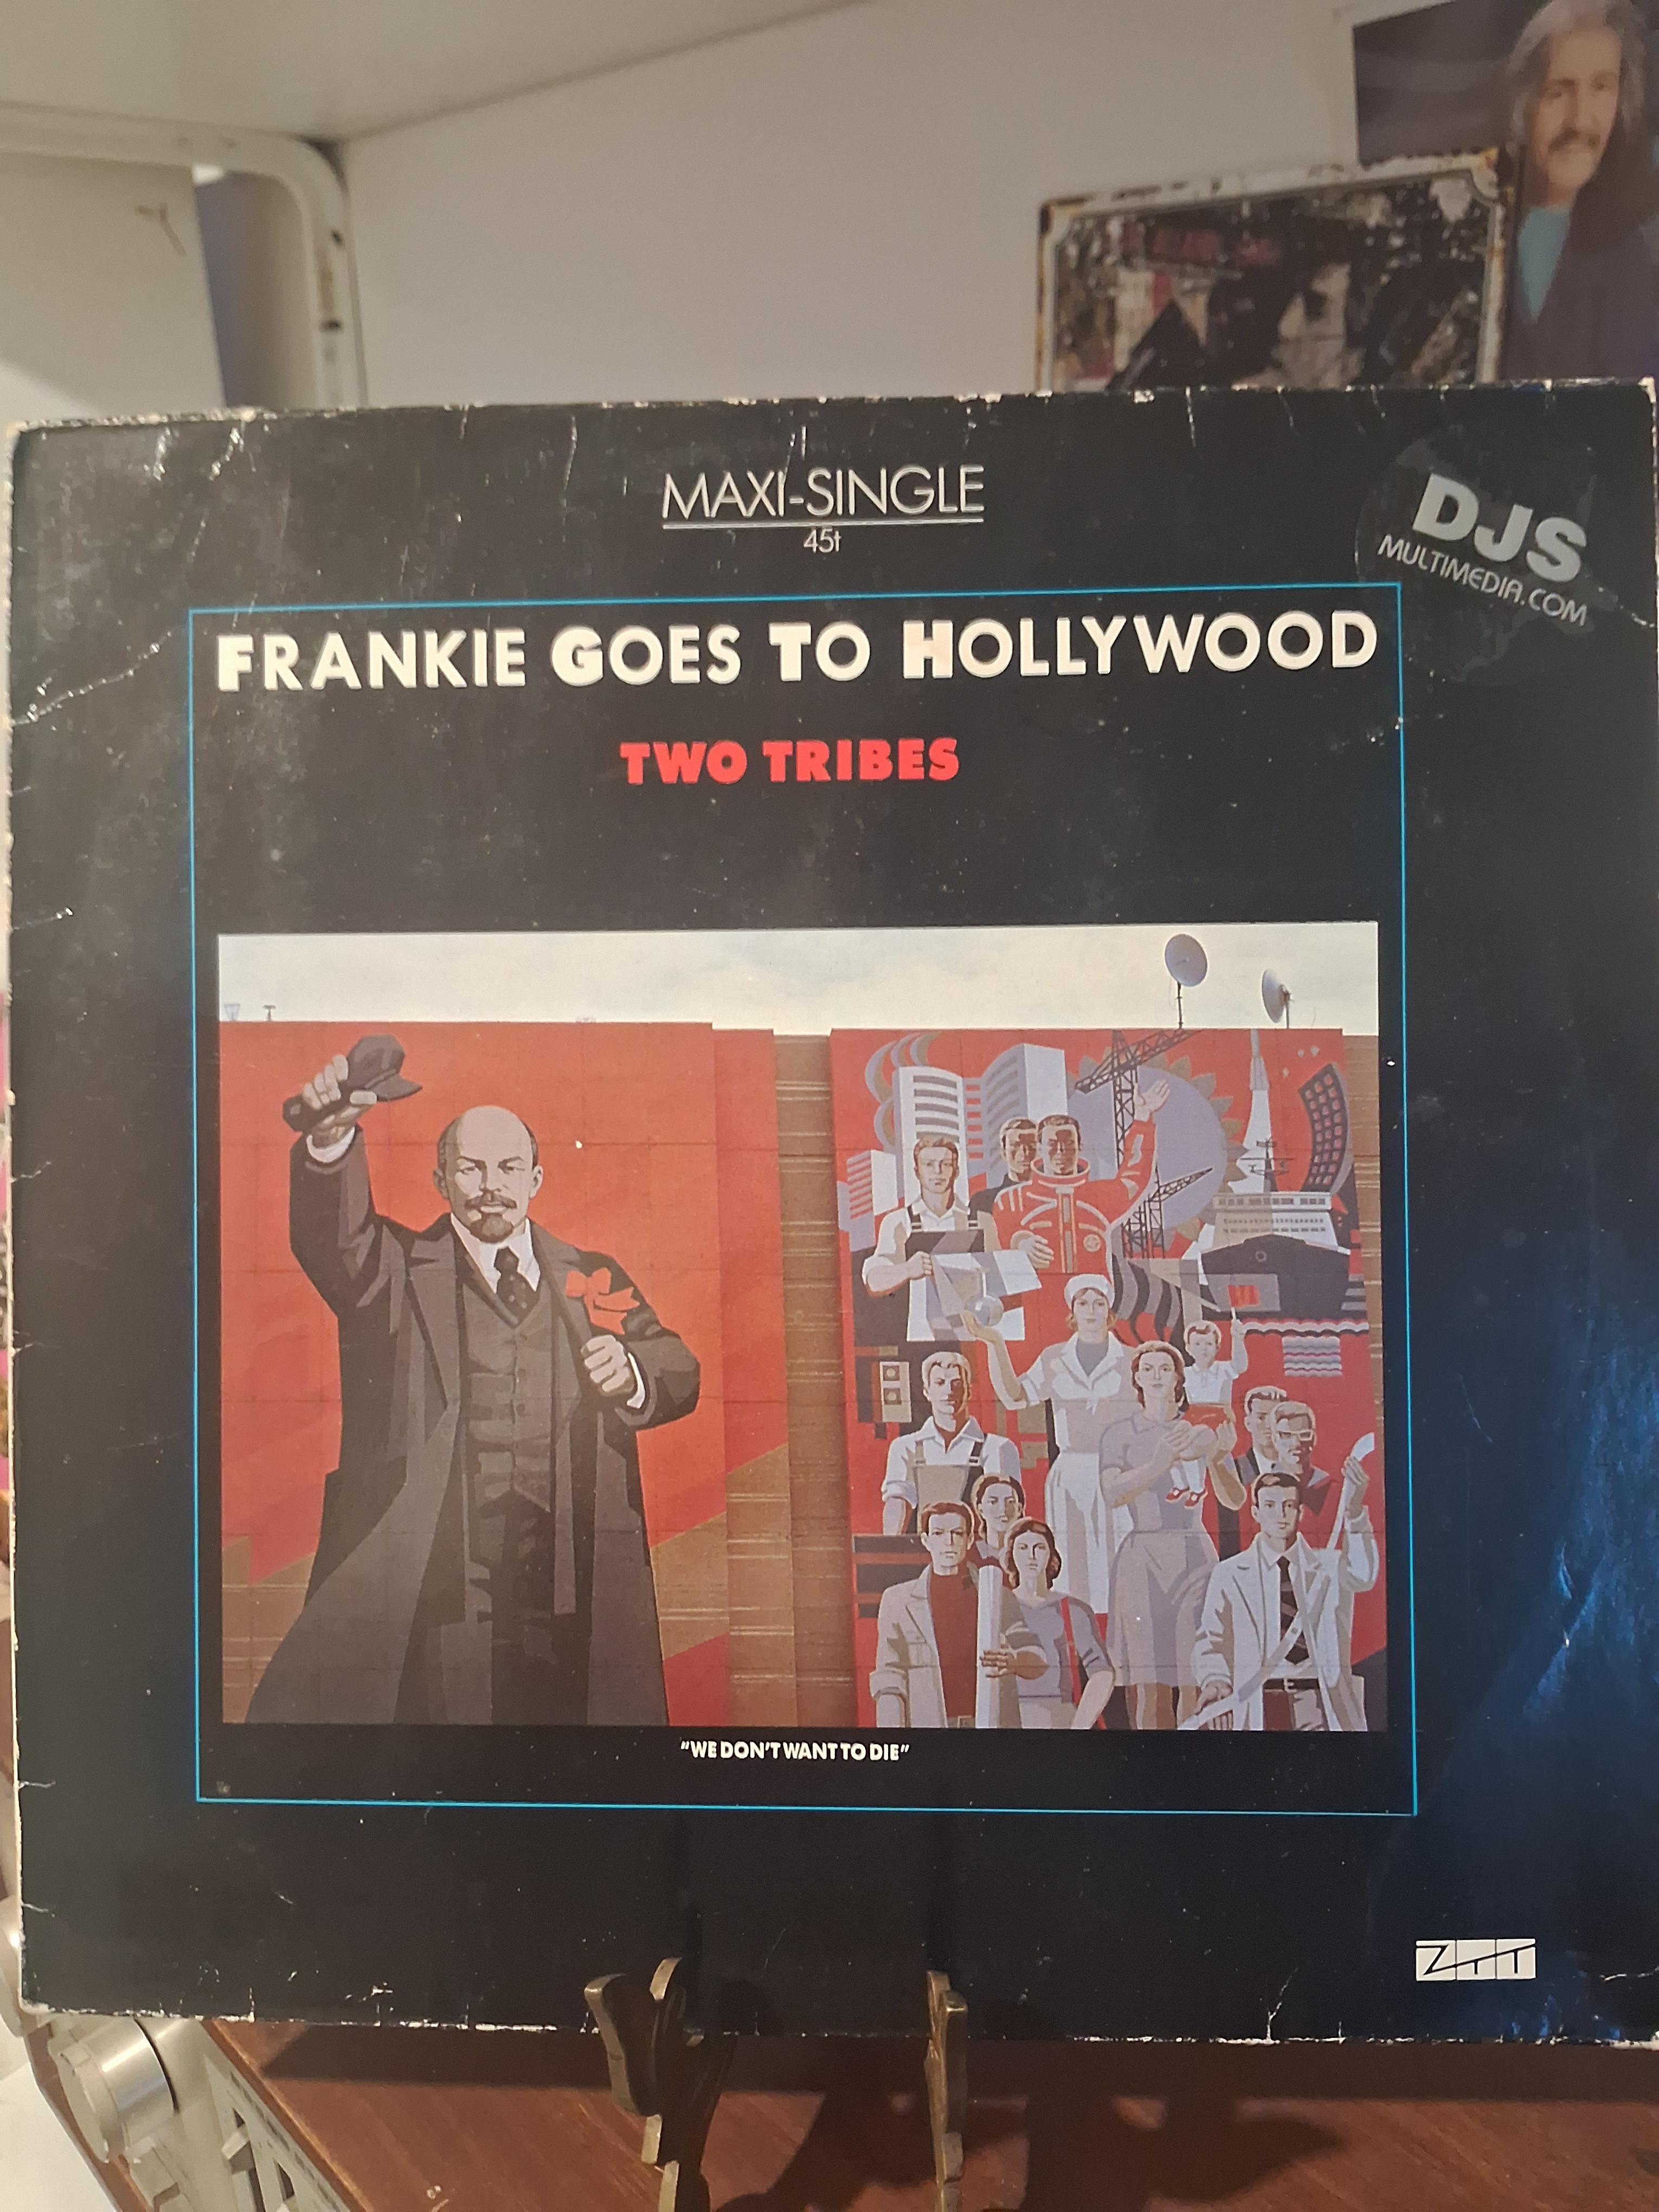 MAXI-SINGLE
45t
DJS
MULTIMEDIA.COM
FRANKIE GOES TO HOLLYWOOD
TWO TRIBES
"WE DON'T WANT TO DIE"
ZTT